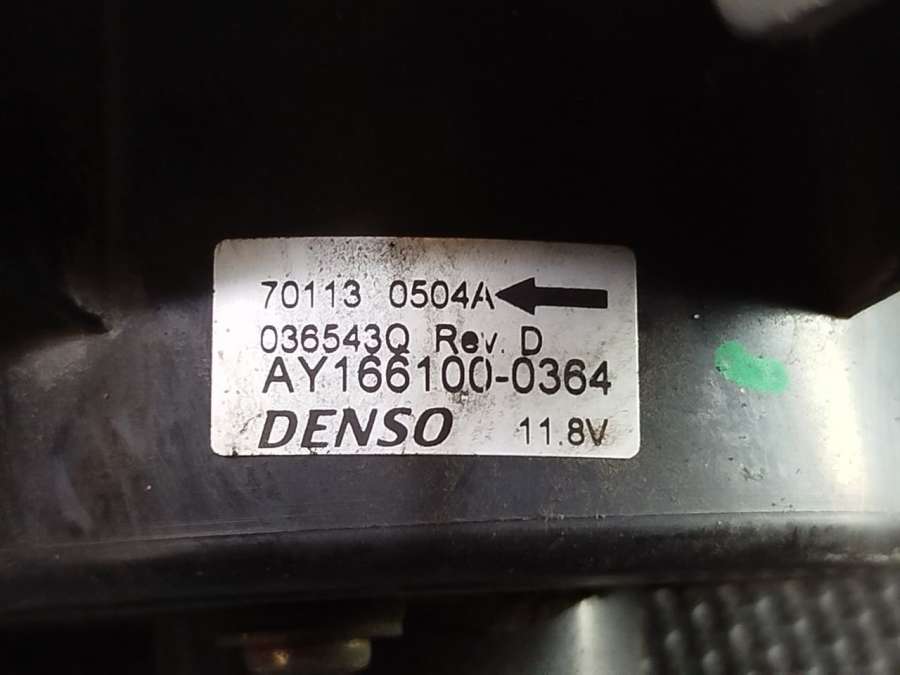 70113 0504A
036543Q Rev. D
AY166100-0364
DENSO 11.8V